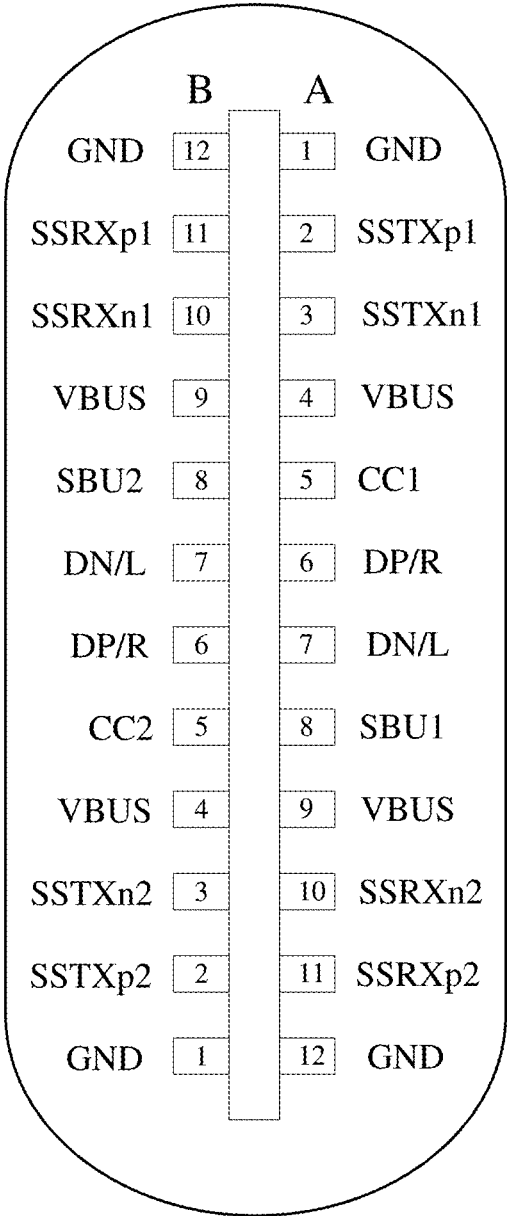 B A
GND 12 1 GND
SSRXp1 11 2 SSTXp1
SSRXn1 10 3 SSTXn1
VBUS 9 4 VBUS
SBU2 8 5 CC1
DN/L 7 6 DP/R
DP/R 6 7 DN/L
CC2 5 8 SBU1
VBUS 4 9 VBUS
SSTXn2 3 10 SSRXn2
SSTXp2 2 11 SSRXp2
GND 1 12 GND